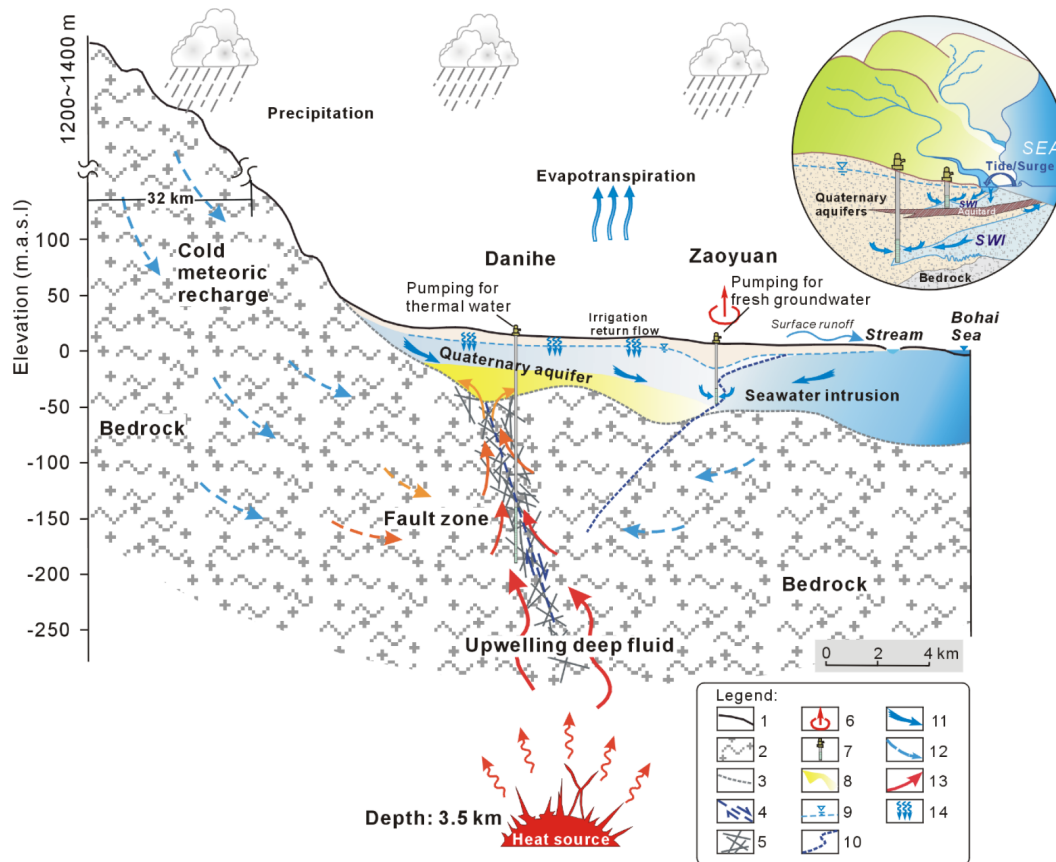 1200~1400 m
Precipitation
32 km
Evapotranspiration
SEA
Tide/Surge
Quaternary
aquifers
SWI
Aquitard
SWI
Bedrock
Elevation (m.a.s.l)
100
50
0
-50
-100
-150
-200
-250
Cold
meteoric
recharge
Danihe
Zaoyuan
Pumping for
thermal water
Pumping for
fresh groundwater
Irrigation
return flow
Surface runoff
Stream
Bohai
Sea
Quaternary aquifer
Seawater intrusion
Bedrock
Fault zone
Bedrock
Upwelling deep fluid
0 2 4 km
Depth: 3.5 km
Heat source
Legend:
1 6 11
2 7 12
3 8 13
4 9 14
5 10